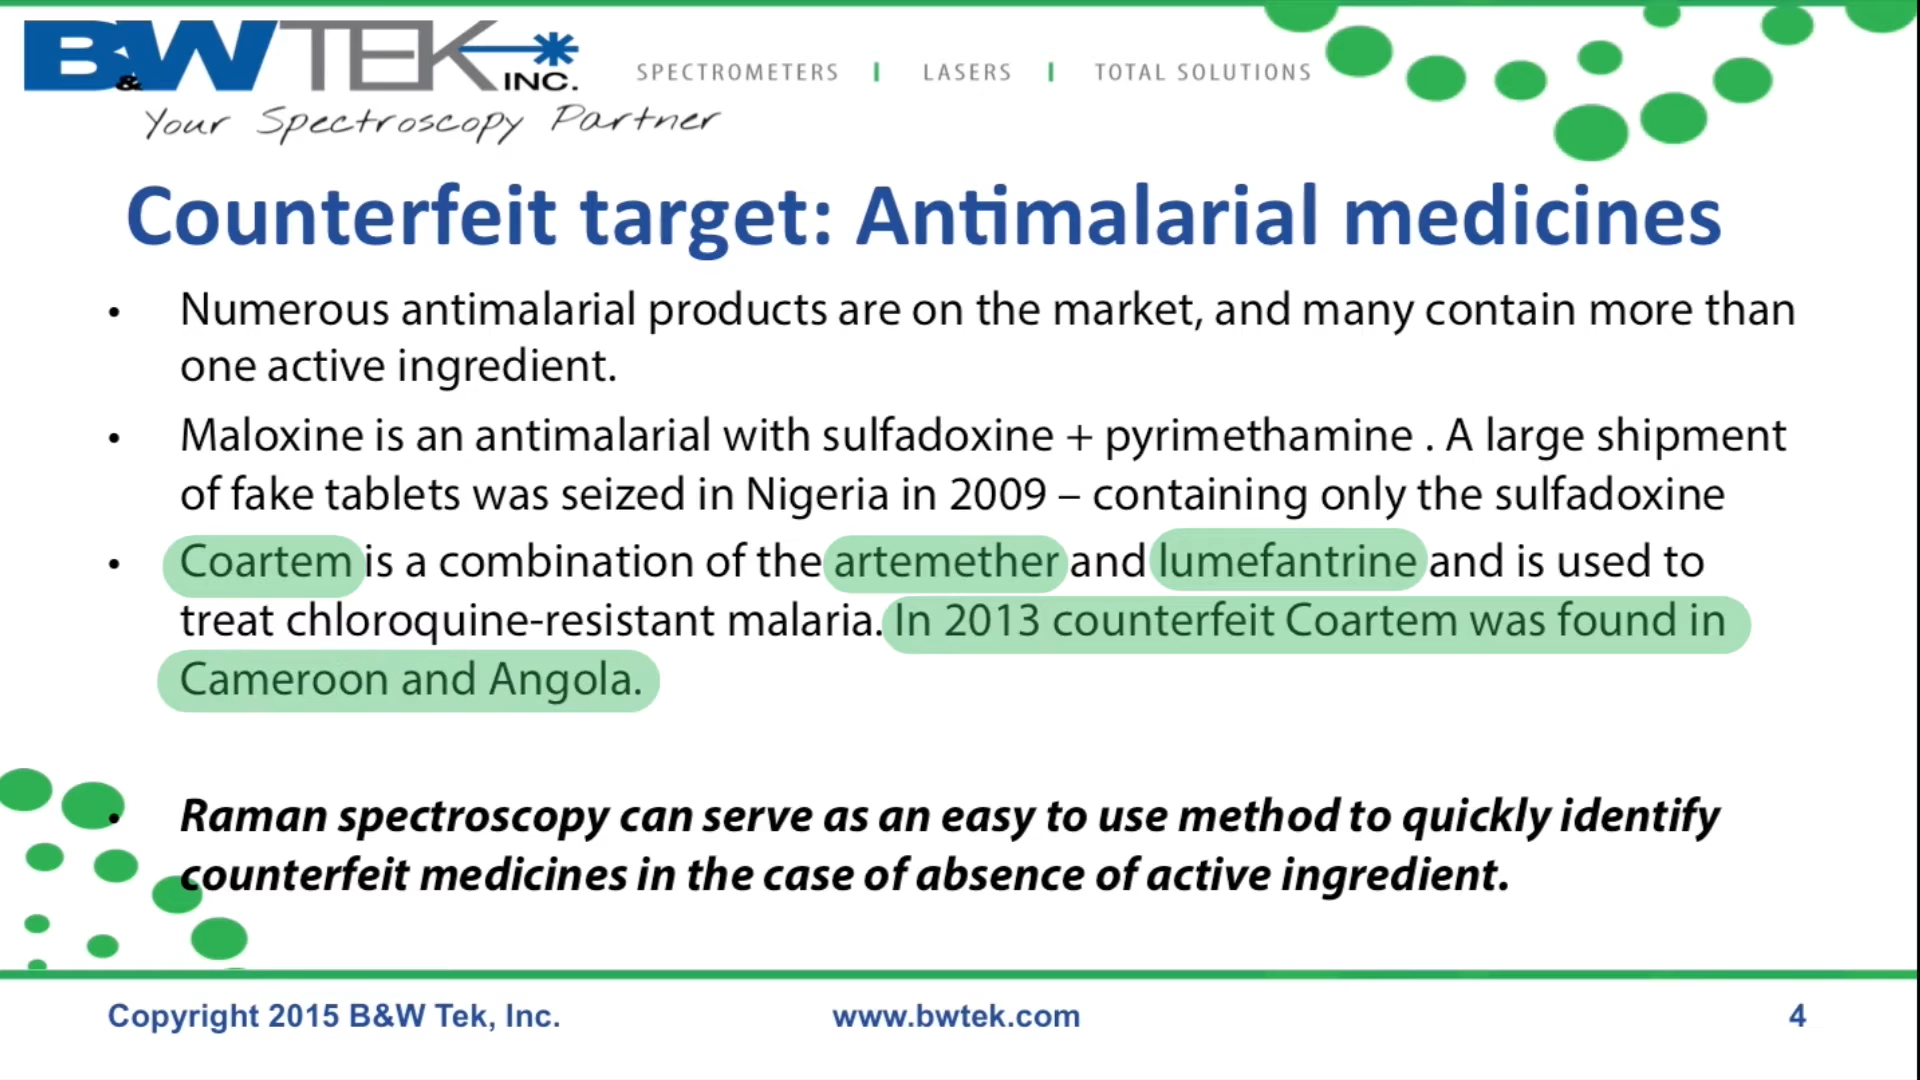 B&W TEK INC.
SPECTROMETERS | LASERS | TOTAL SOLUTIONS
Your Spectroscopy Partner
Counterfeit target: Antimalarial medicines
• Numerous antimalarial products are on the market, and many contain more than
one active ingredient.
• Maloxine is an antimalarial with sulfadoxine + pyrimethamine . A large shipment
of fake tablets was seized in Nigeria in 2009 – containing only the sulfadoxine
• Coartem is a combination of the artemether and lumefantrine and is used to
treat chloroquine-resistant malaria. In 2013 counterfeit Coartem was found in
Cameroon and Angola.
• Raman spectroscopy can serve as an easy to use method to quickly identify
counterfeit medicines in the case of absence of active ingredient.
Copyright 2015 B&W Tek, Inc. www.bwtek.com 4